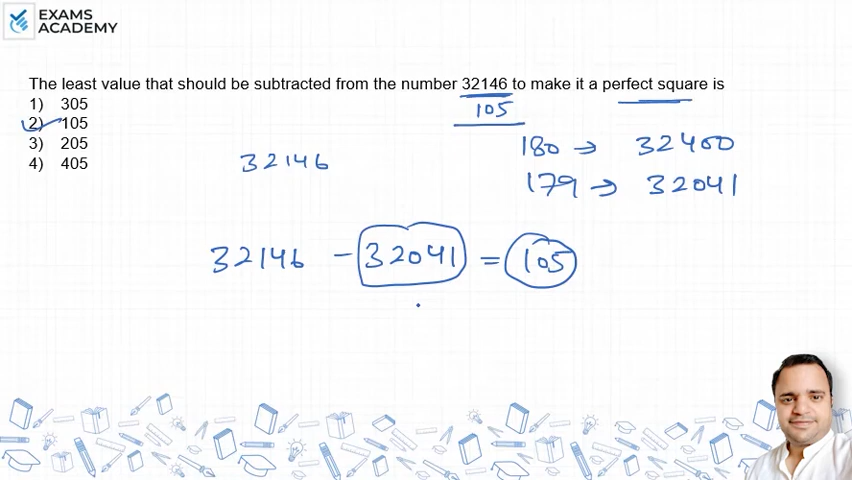 EXAMS
ACADEMY
The least value that should be subtracted from the number 32146 to make it a perfect square is
1) 305
2) 105
3) 205
4) 405
105
180 → 32400
179 → 32041
32146
32146 - 32041 = 105